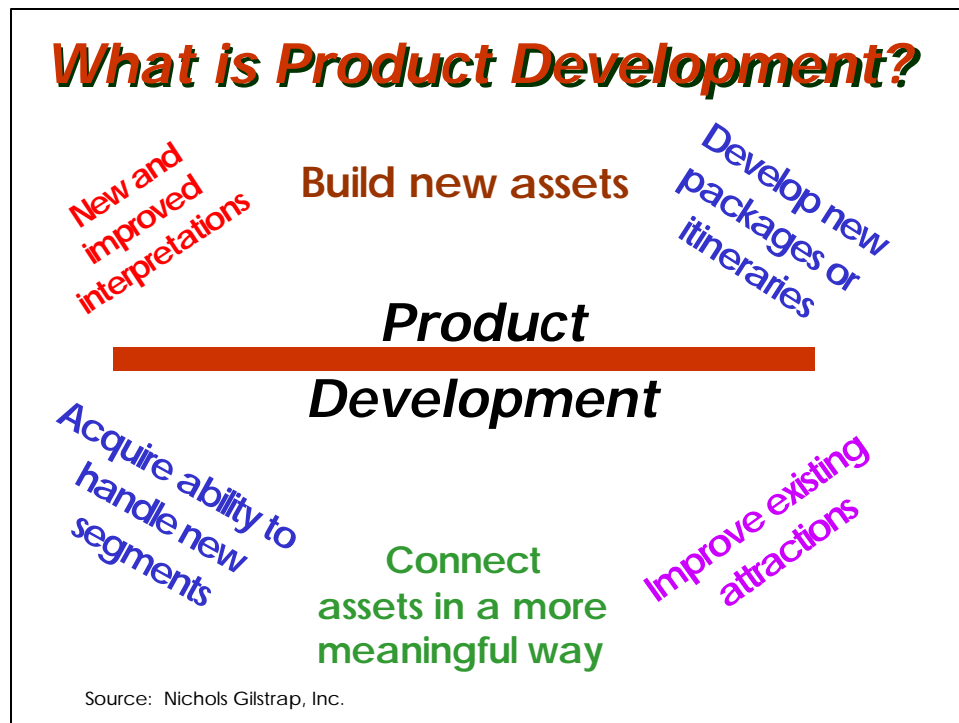 What is Product Development?
New and
improved
interpretations
Build new assets
Develop new
packages or
itineraries
Product
Development
Acquire ability to
handle new
segments
Connect
assets in a more
meaningful way
Improve existing
attractions
Source: Nichols Gilstrap, Inc.